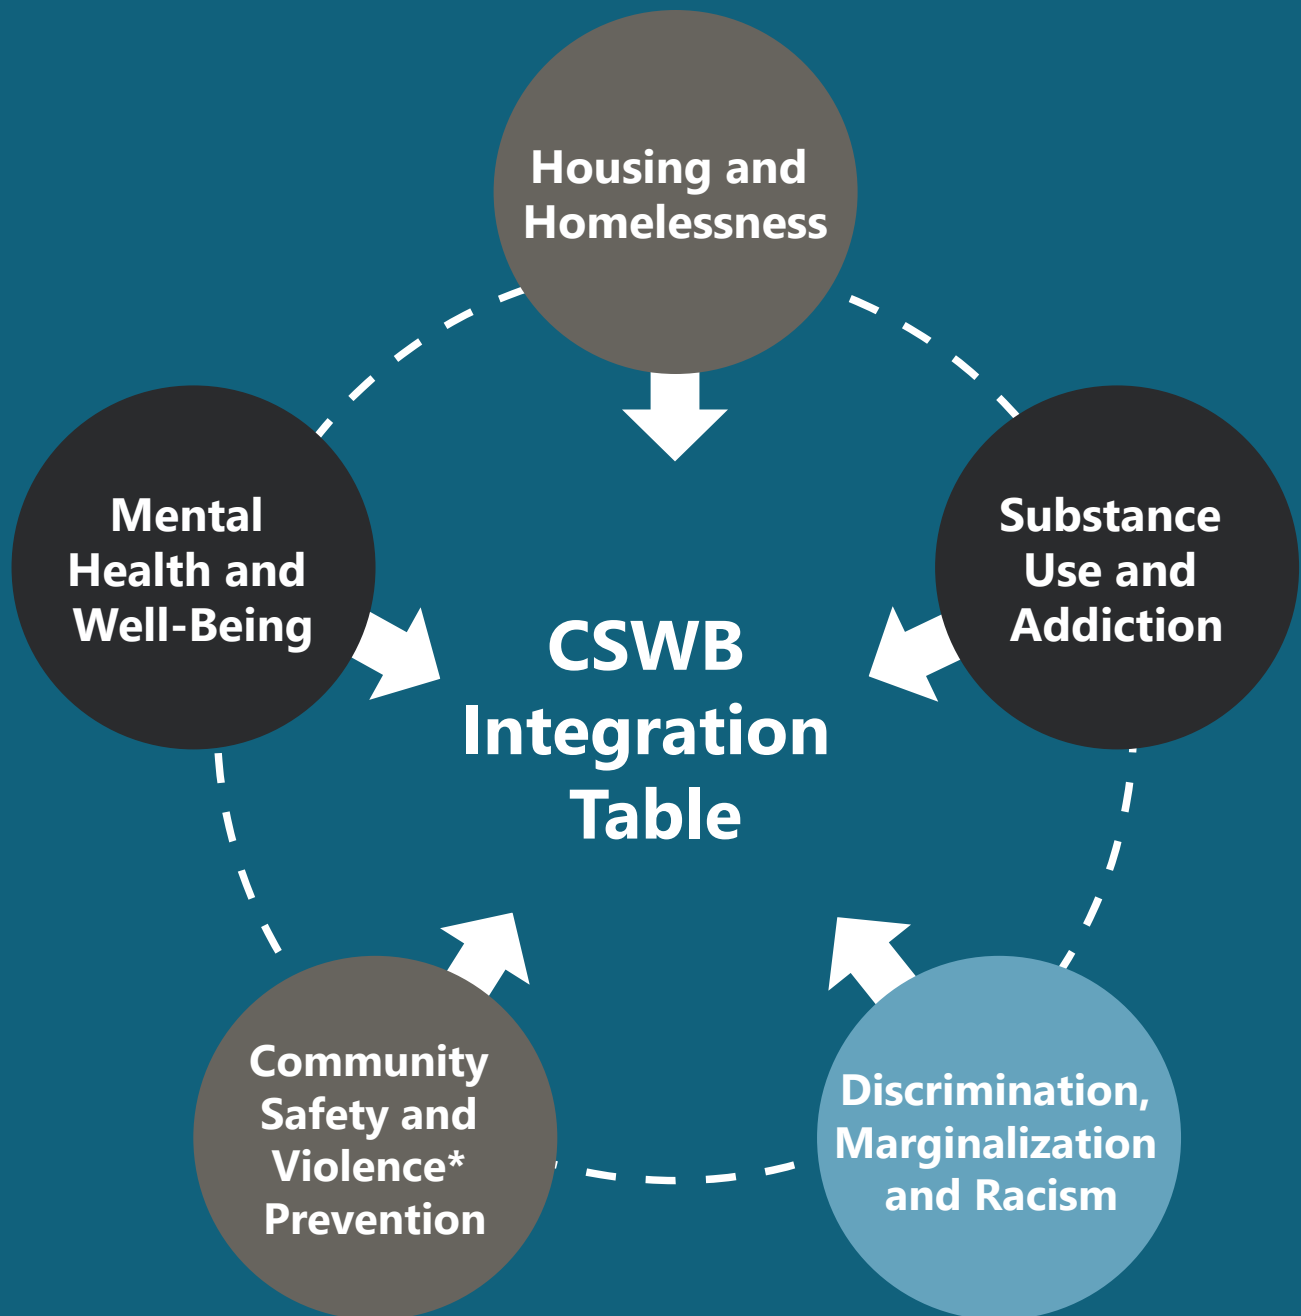 Housing and
Homelessness
Mental
Health and
Well-Being
Substance
Use and
Addiction
CSWB
Integration
Table
Community
Safety and
Violence*
Prevention
Discrimination,
Marginalization
and Racism